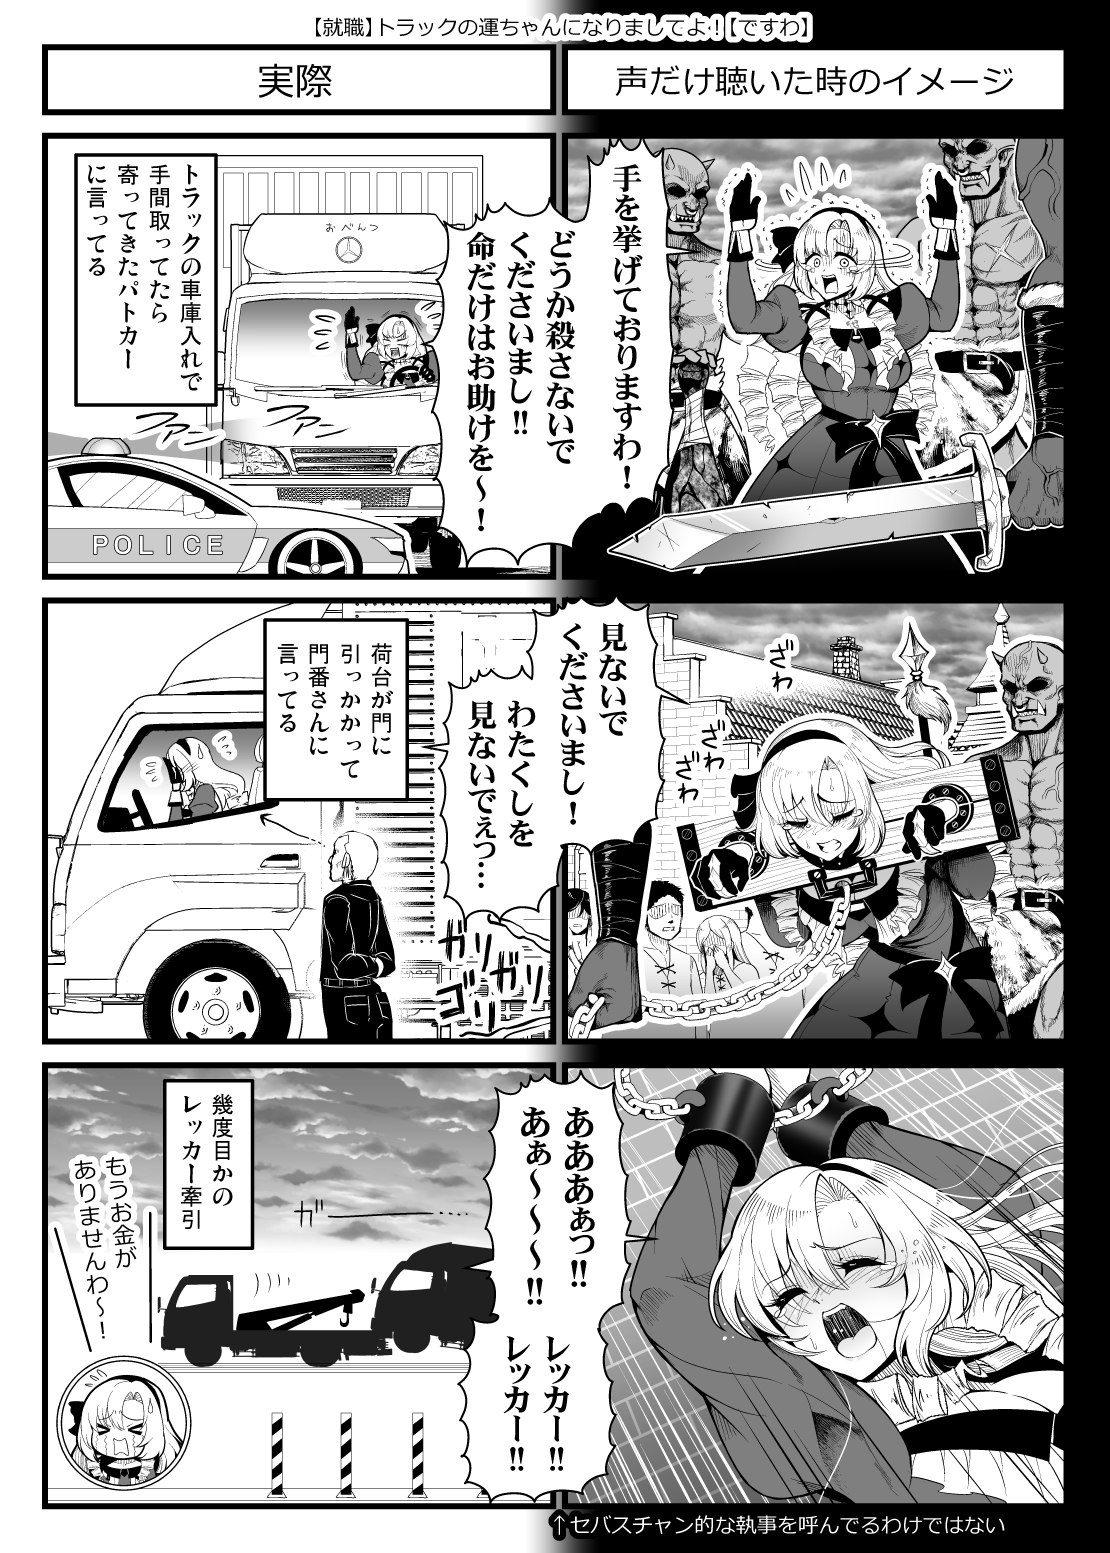 【就職】トラックの運ちゃんになりましてよ！【ですわ】
声だけ聴いた時のイメージ
実際
手を挙げておりますわ！
どうか殺さないで
くださいまし!!
命だけはお助けを～！
トラックの車庫入れで
手間取ってたら
寄ってきたパトカー
に言ってる
おべんつ
ファン
ファン
POLICE
ざわ
ざわ
ざわ
見ないで
くださいまし！
わたくしを
見ないでえっ…
荷台が門に
引っかかって
門番さんに
言ってる
ガリ
ガリ
ゴリ
ああああぁっ!!
あぁ～～～!!
レッカー!!
レッカー!!
幾度目かの
レッカー牽引
ガー……
もうお金が
ありませんわ～！
↑セバスチャン的な執事を呼んでるわけではない